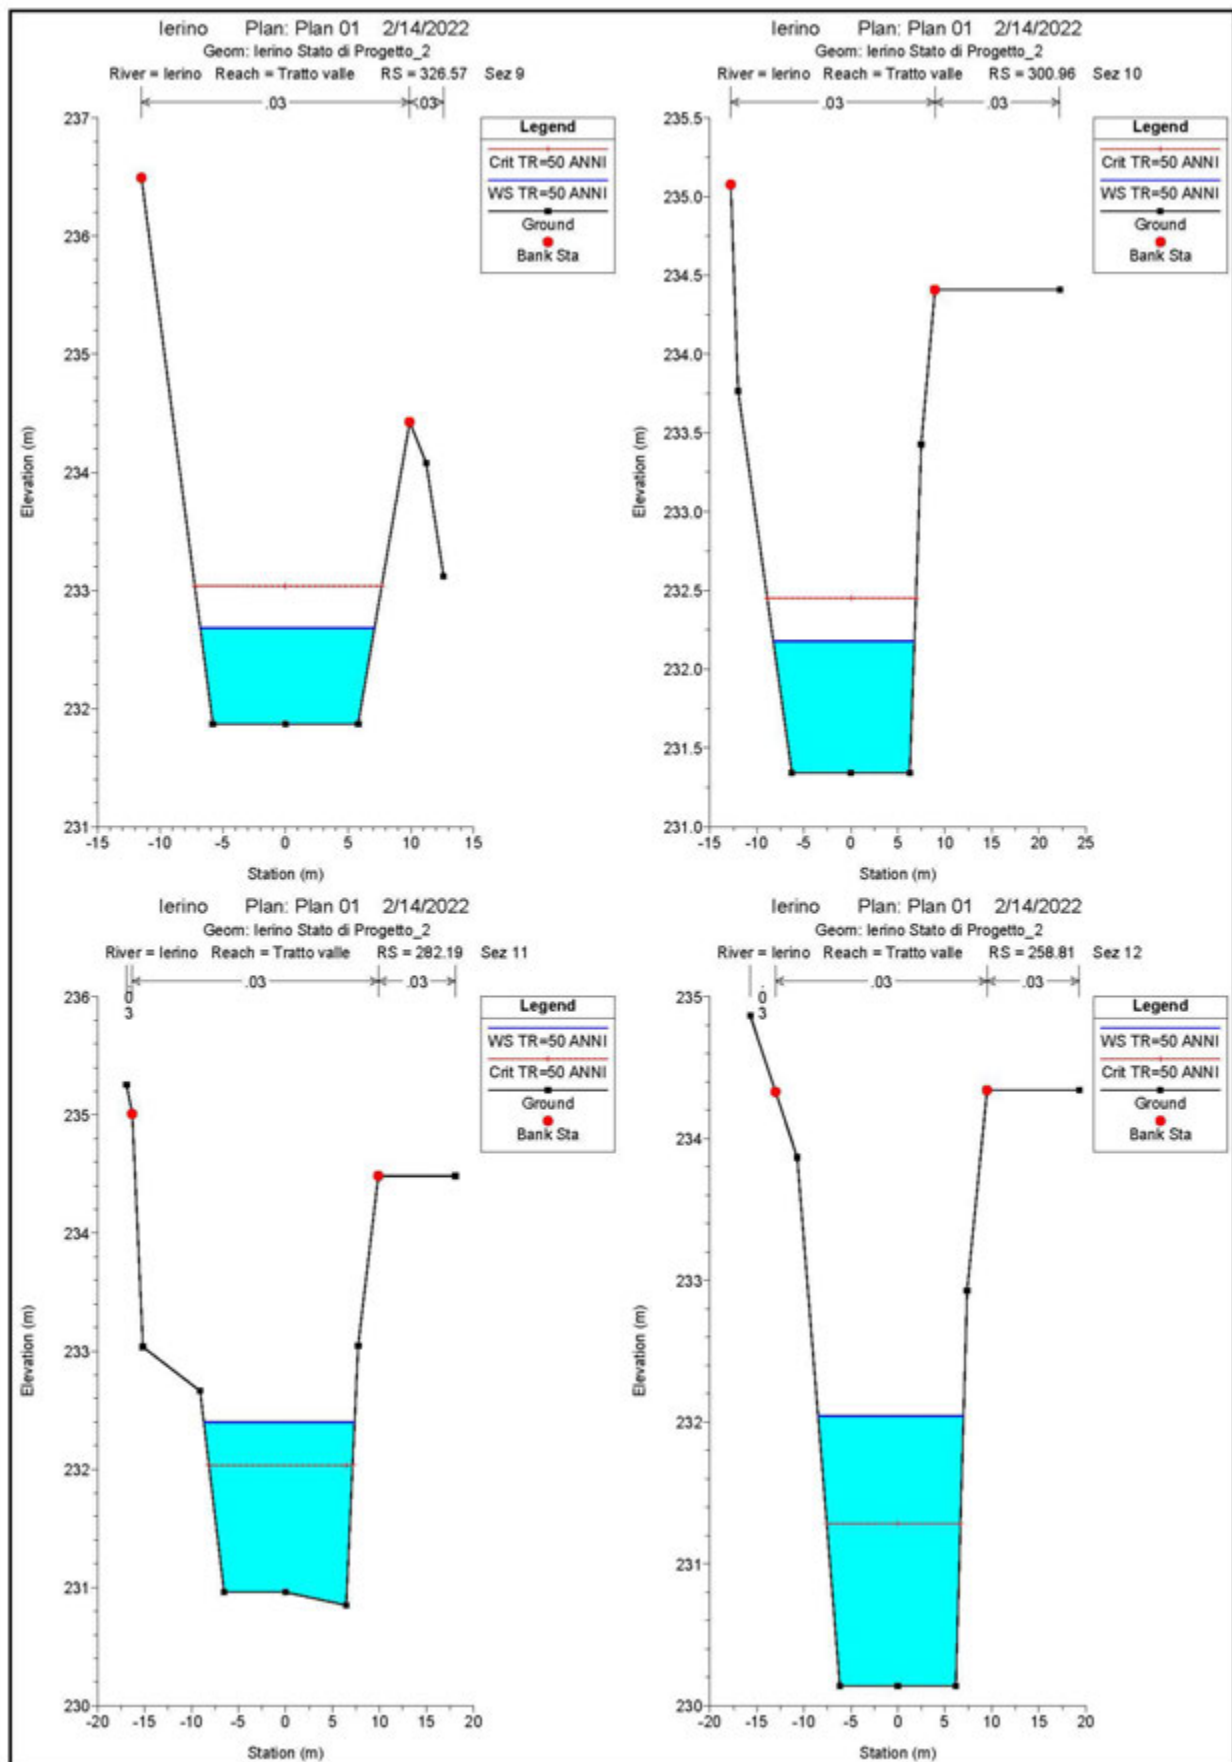 Ierino Plan: Plan 01 2/14/2022
Geom: Ierino Stato di Progetto_2
River = Ierino Reach = Tratto valle RS = 326.57 Sez 9
.03 .03
Legend
Crit TR=50 ANNI
WS TR=50 ANNI
Ground
Bank Sta
237
236
235
234
233
232
231
Elevation (m)
-15 -10 -5 0 5 10 15
Station (m)
Ierino Plan: Plan 01 2/14/2022
Geom: Ierino Stato di Progetto_2
River = Ierino Reach = Tratto valle RS = 300.96 Sez 10
.03 .03
Legend
Crit TR=50 ANNI
WS TR=50 ANNI
Ground
Bank Sta
235.5
235.0
234.5
234.0
233.5
233.0
232.5
232.0
231.5
231.0
Elevation (m)
-15 -10 -5 0 5 10 15 20 25
Station (m)
Ierino Plan: Plan 01 2/14/2022
Geom: Ierino Stato di Progetto_2
River = Ierino Reach = Tratto valle RS = 282.19 Sez 11
.03 .03 .03
Legend
WS TR=50 ANNI
Crit TR=50 ANNI
Ground
Bank Sta
236
235
234
233
232
231
230
Elevation (m)
-20 -15 -10 -5 0 5 10 15 20
Station (m)
Ierino Plan: Plan 01 2/14/2022
Geom: Ierino Stato di Progetto_2
River = Ierino Reach = Tratto valle RS = 258.81 Sez 12
.03 .03 .03
Legend
WS TR=50 ANNI
Crit TR=50 ANNI
Ground
Bank Sta
235
234
233
232
231
230
Elevation (m)
-20 -15 -10 -5 0 5 10 15 20
Station (m)